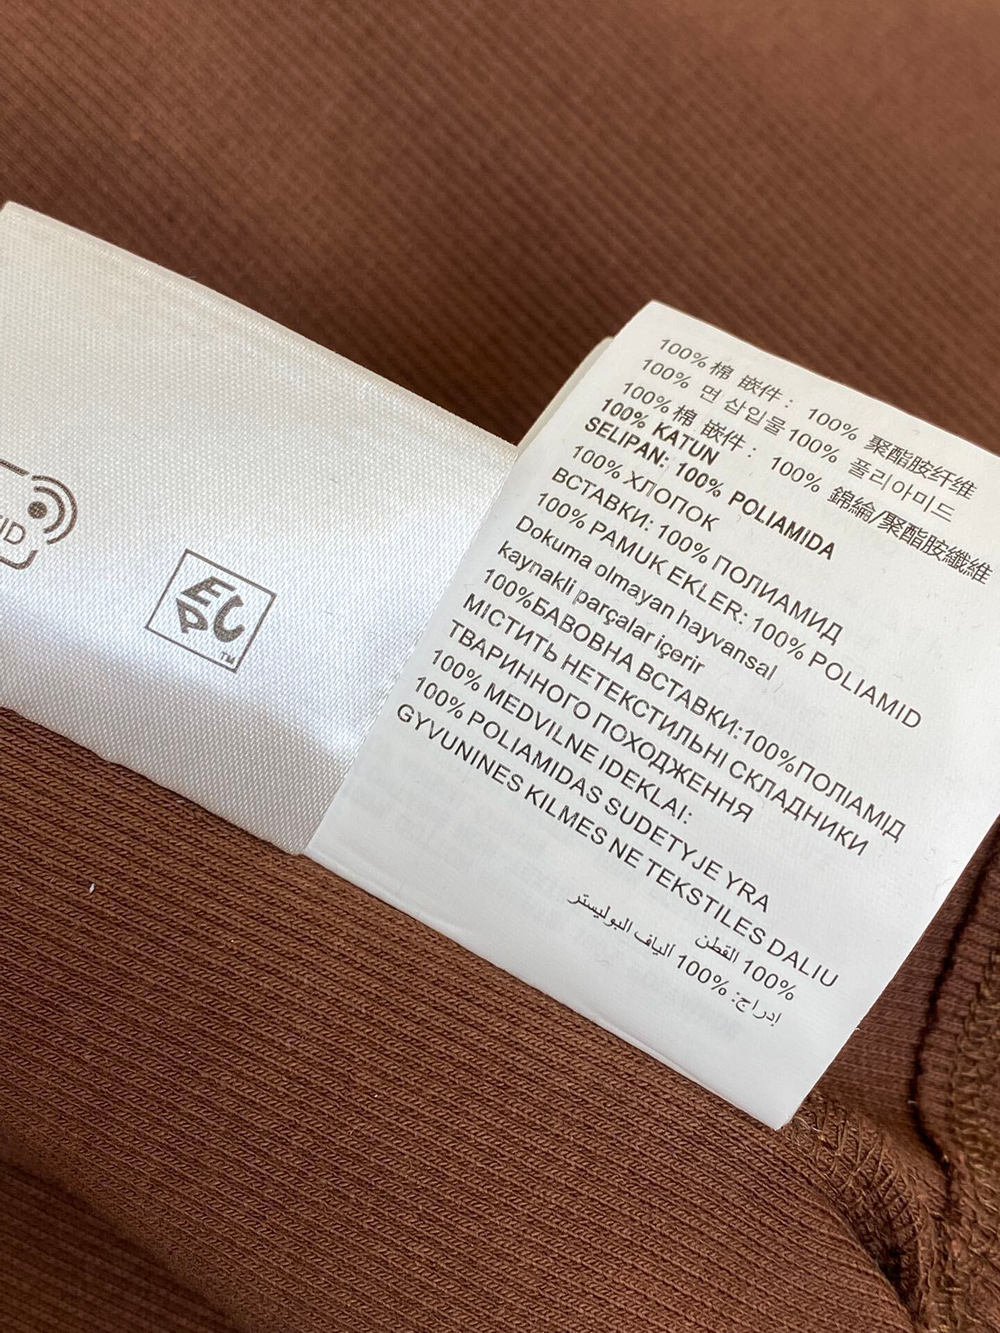 ID
EPC
TM
100% 棉 嵌件: 100% 聚酯胺纤维
100% 면 삽입물 100% 폴리아미드
100% 棉 嵌件: 100% 錦綸/聚酯胺纖維
100% KATUN
SELIPAN: 100% POLIAMIDA
100% ХЛОПОК
ВСТАВКИ: 100% ПОЛИАМИД
100% PAMUK EKLER: 100% POLIAMID
Dokuma olmayan hayvansal
kaynakli parçalar içerir
100%БАВОВНА ВСТАВКИ:100%ПОЛІАМІД
МІСТИТЬ НЕТЕКСТИЛЬНІ СКЛАДНИКИ
ТВАРИННОГО ПОХОДЖЕННЯ
100% MEDVILNE IDEKLAI:
100% POLIAMIDAS SUDETYJE YRA
GYVUNINES KILMES NE TEKSTILES DALIU
100% القطن
إدراج: 100% ألياف البوليستر